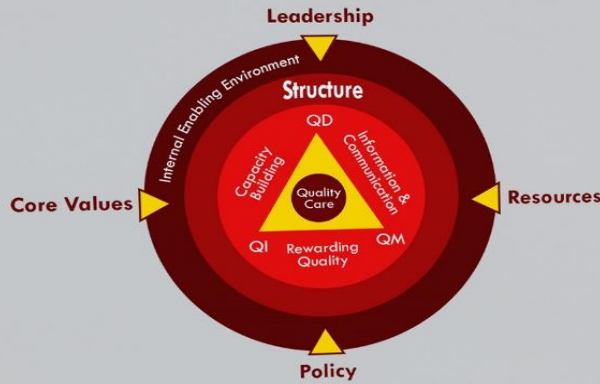 Leadership
Internal Enabling Environment
Structure
QD
Capacity
Building
Information &
Communication
Quality
Care
Core Values
Resources
QI
QM
Rewarding
Quality
Policy